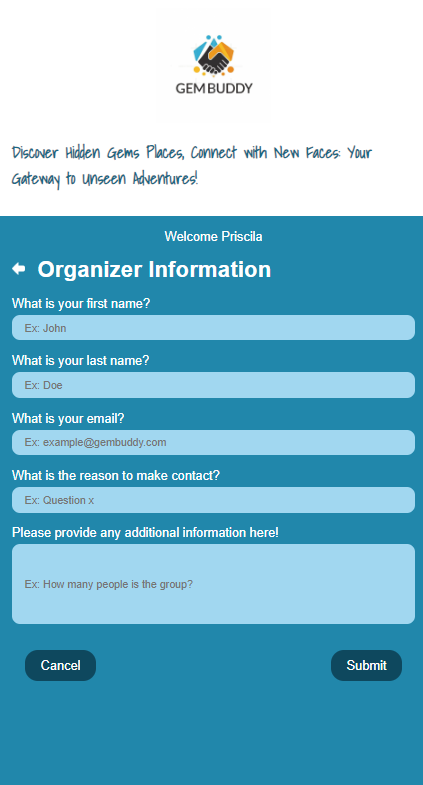 GEM BUDDY
Discover Hidden Gems Places, Connect with New Faces: Your
Gateway to Unseen Adventures!
Welcome Priscila
Organizer Information
What is your first name?
Ex: John
What is your last name?
Ex: Doe
What is your email?
Ex: example@gembuddy.com
What is the reason to make contact?
Ex: Question x
Please provide any additional information here!
Ex: How many people is the group?
Cancel
Submit